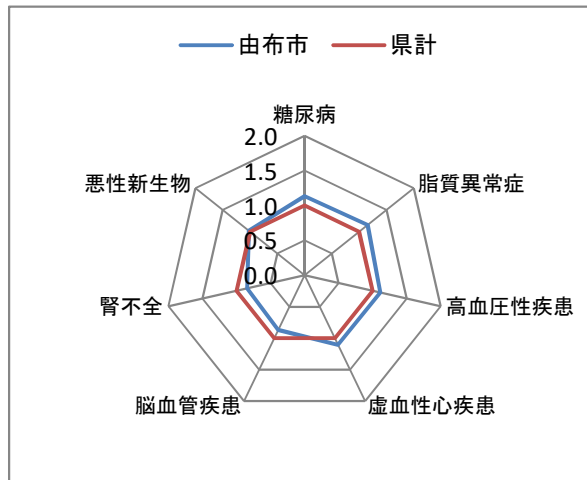 由布市 県計
糖尿病
2.0
1.5
1.0
0.5
0.0
脂質異常症
高血圧性疾患
虚血性心疾患
脳血管疾患
腎不全
悪性新生物